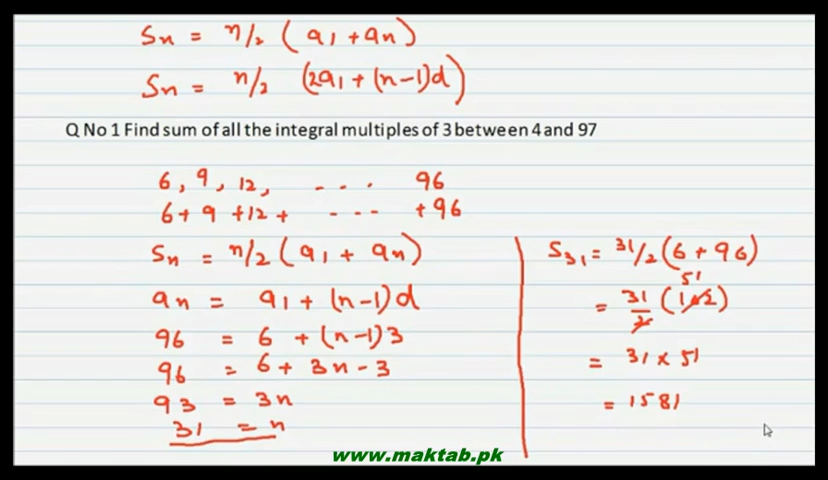 Sn = n/2 (a1 + an)
Sn = n/2 (2a1 + (n-1)d)
Q No 1 Find sum of all the integral multiples of 3 between 4 and 97
6, 9, 12, ... . 96
6 + 9 + 12 + ... . + 96
Sn = n/2 (a1 + an)
an = a1 + (n-1)d
96 = 6 + (n-1)3
96 = 6 + 3n - 3
93 = 3n
31 = n
S31 = 31/2 (6 + 96)
51
= 31/2 (102)
= 31 x 51
= 1581
www.maktab.pk